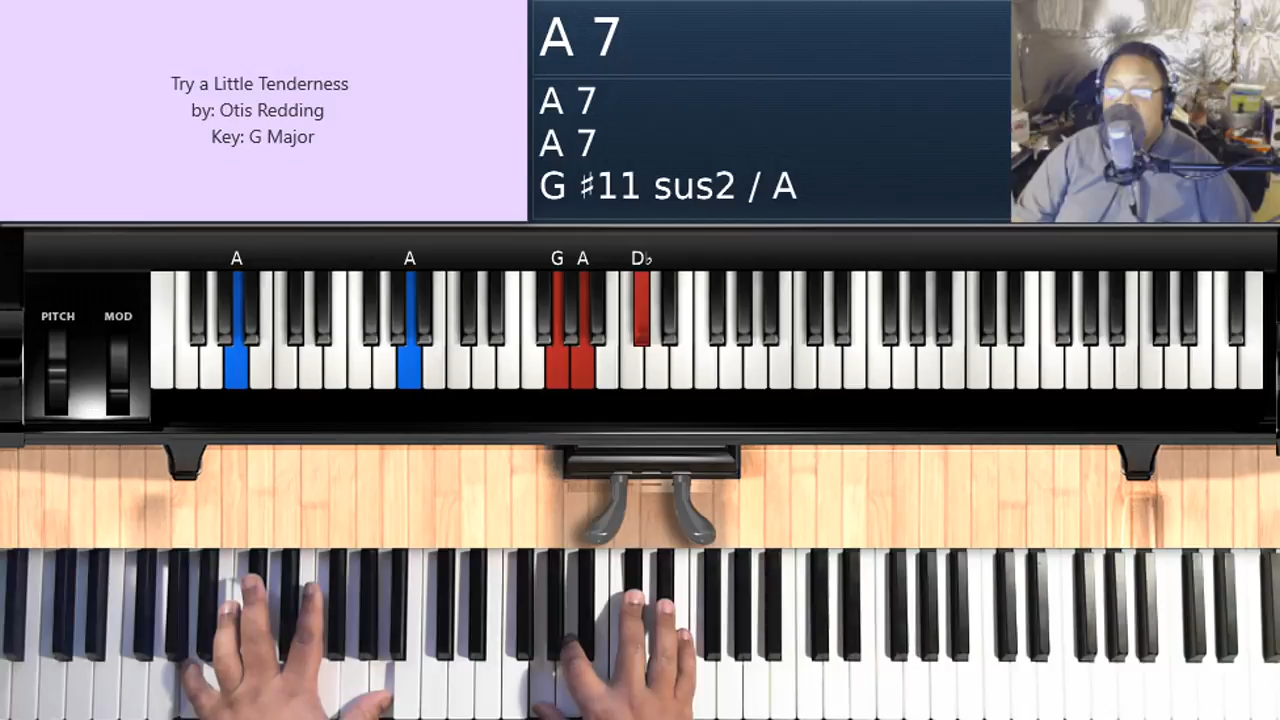 Try a Little Tenderness
by: Otis Redding
Key: G Major
A 7
A 7
A 7
G ♯11 sus2 / A
A A G A D♭
PITCH MOD